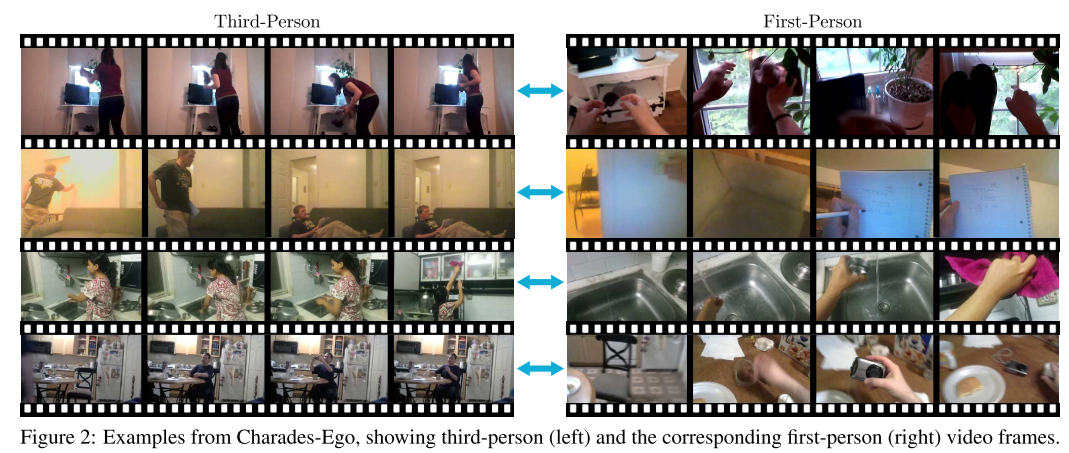 Third-Person
First-Person
Figure 2: Examples from Charades-Ego, showing third-person (left) and the corresponding first-person (right) video frames.